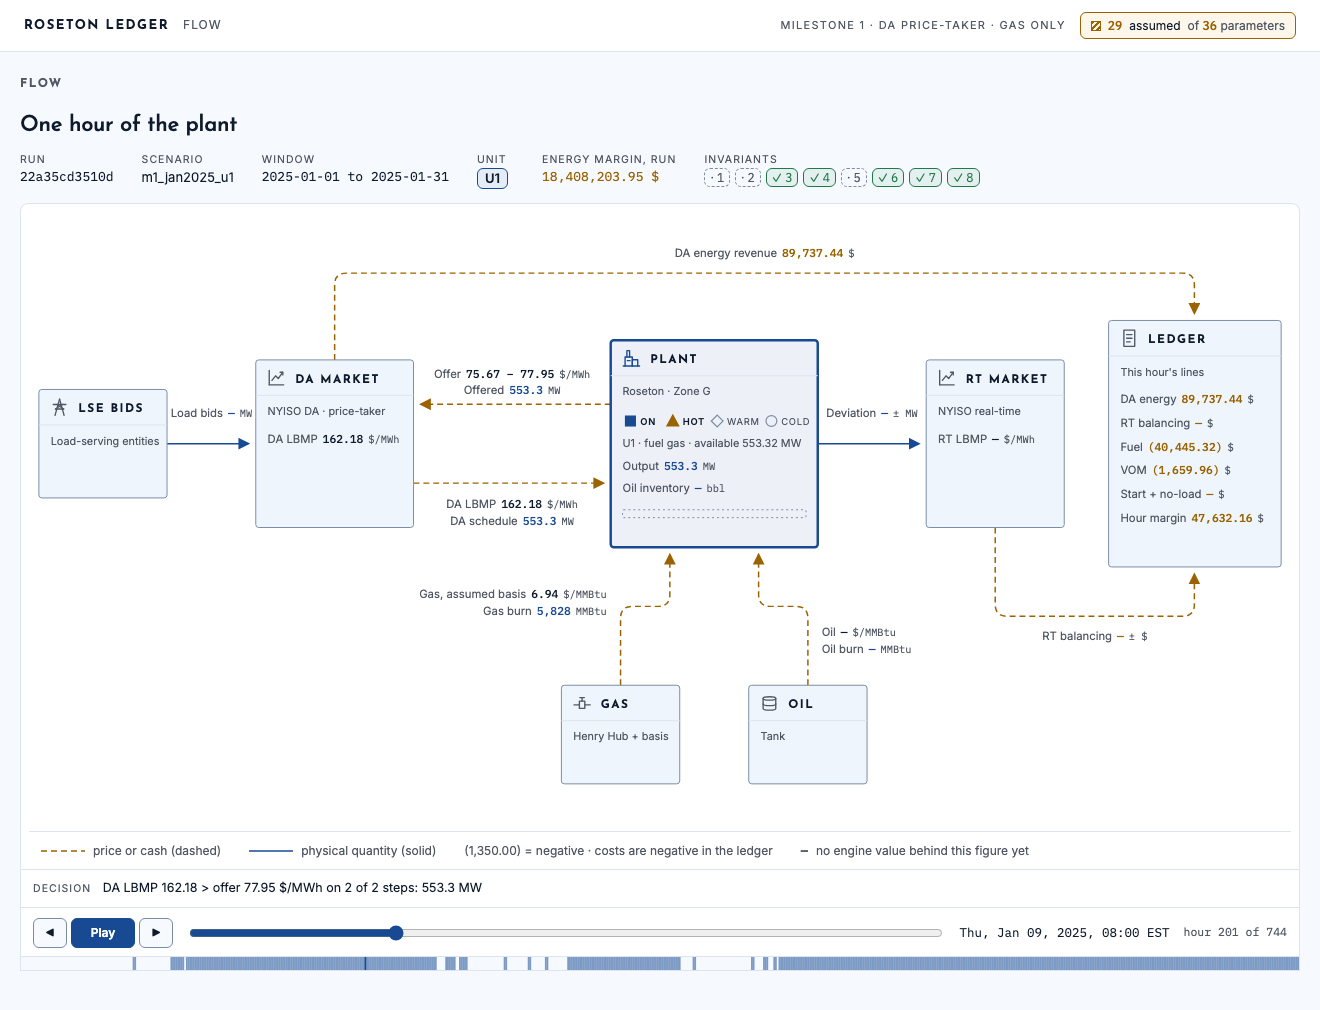 ROSETON LEDGER FLOW
MILESTONE 1 · DA PRICE-TAKER · GAS ONLY
29 assumed of 36 parameters
FLOW
One hour of the plant
RUN
22a35cd3510d
SCENARIO
m1_jan2025_u1
WINDOW
2025-01-01 to 2025-01-31
UNIT
U1
ENERGY MARGIN, RUN
18,408,203.95 $
INVARIANTS
· 1 · 2 ✓ 3 ✓ 4 · 5 ✓ 6 ✓ 7 ✓ 8
DA energy revenue 89,737.44 $
LSE BIDS
Load-serving entities
Load bids — MW
DA MARKET
NYISO DA · price-taker
DA LBMP 162.18 $/MWh
Offer 75.67 – 77.95 $/MWh
Offered 553.3 MW
DA LBMP 162.18 $/MWh
DA schedule 553.3 MW
PLANT
Roseton · Zone G
ON HOT WARM COLD
U1 · fuel gas · available 553.32 MW
Output 553.3 MW
Oil inventory — bbl
Deviation — ± MW
RT MARKET
NYISO real-time
RT LBMP — $/MWh
LEDGER
This hour's lines
DA energy 89,737.44 $
RT balancing — $
Fuel (40,445.32) $
VOM (1,659.96) $
Start + no-load — $
Hour margin 47,632.16 $
Gas, assumed basis 6.94 $/MMBtu
Gas burn 5,828 MMBtu
Oil — $/MMBtu
Oil burn — MMBtu
RT balancing — ± $
GAS
Henry Hub + basis
OIL
Tank
price or cash (dashed)
physical quantity (solid)
(1,350.00) = negative · costs are negative in the ledger
— no engine value behind this figure yet
DECISION DA LBMP 162.18 > offer 77.95 $/MWh on 2 of 2 steps: 553.3 MW
◀ Play ▶
Thu, Jan 09, 2025, 08:00 EST hour 201 of 744